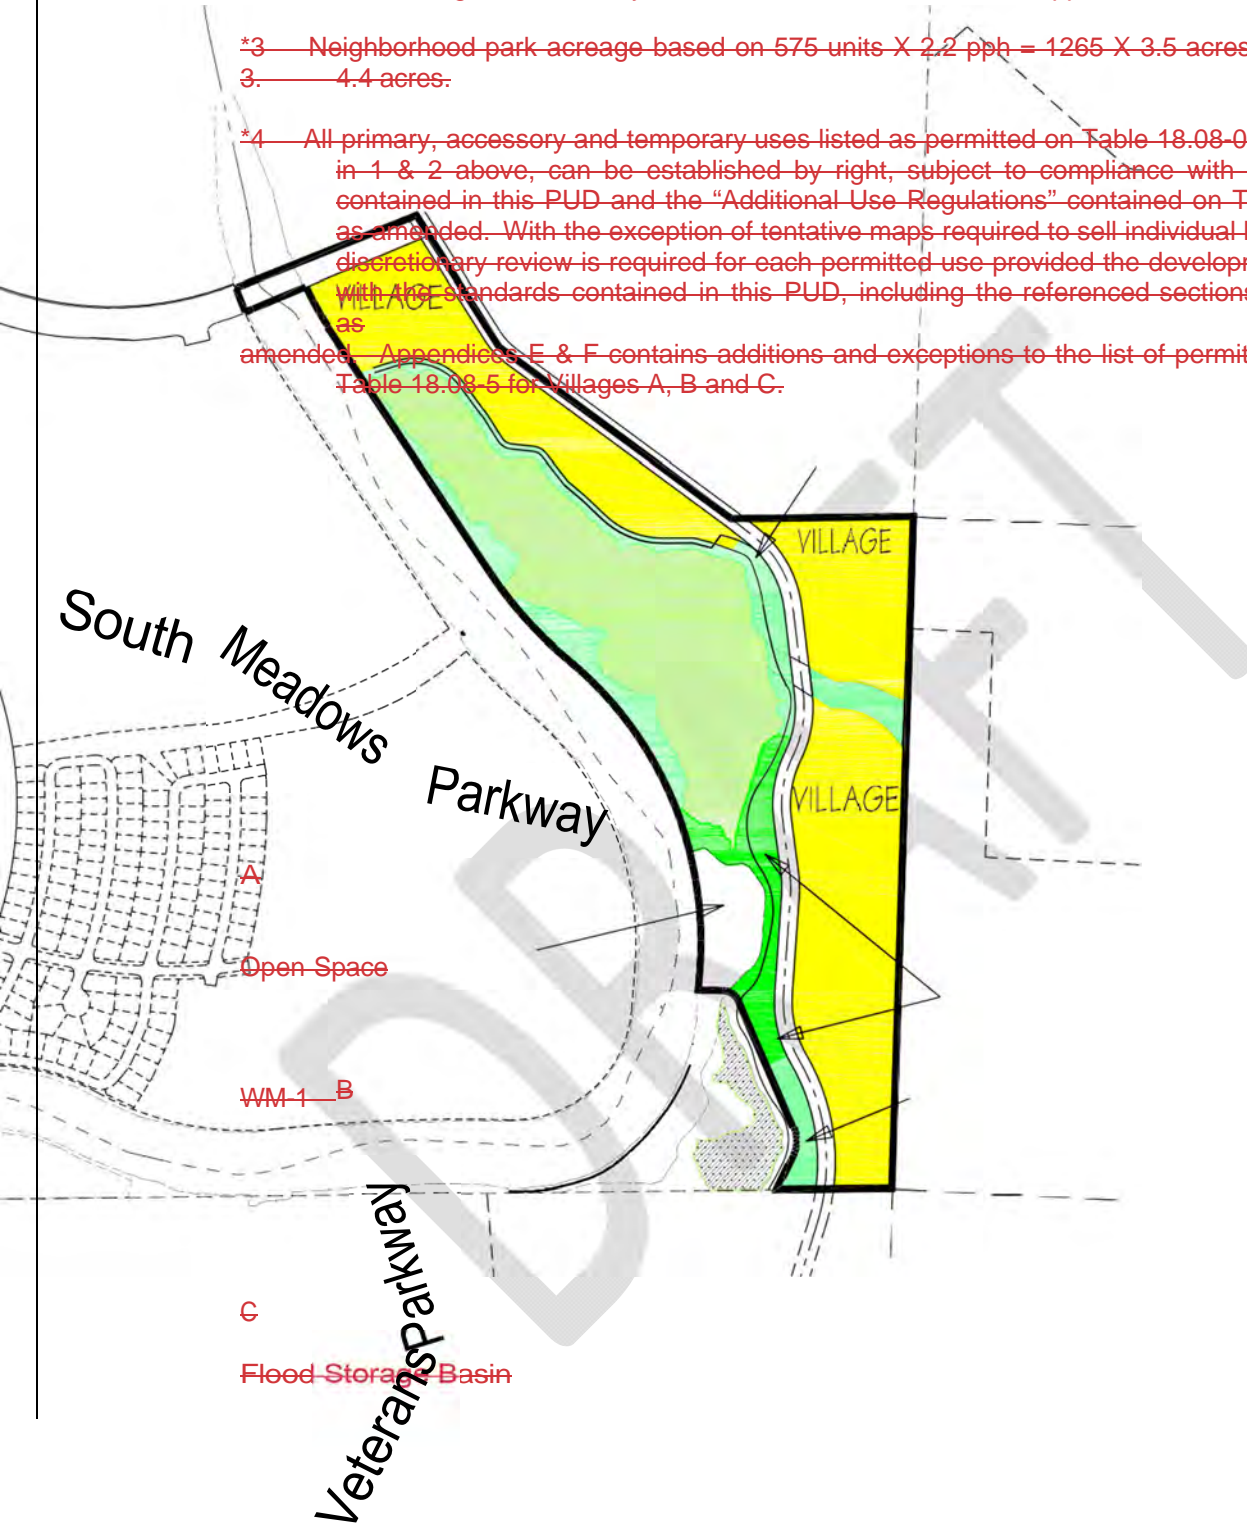 *3 Neighborhood park acreage based on 575 units X 2.2 pph = 1265 X 3.5 acres
3. 4.4 acres.
*4 All primary, accessory and temporary uses listed as permitted on Table 18.08-0
in 1 & 2 above, can be established by right, subject to compliance with
contained in this PUD and the “Additional Use Regulations” contained on T
as amended. With the exception of tentative maps required to sell individual
discretionary review is required for each permitted use provided the develop
with the standards contained in this PUD, including the referenced sections
as
amended. Appendices E & F contains additions and exceptions to the list of permit
Table 18.08-5 for Villages A, B and C.
VILLAGE
VILLAGE
South Meadows Parkway
VILLAGE
A
Open Space
WM-1 B
C
Flood Storage Basin
Veterans Parkway
DRAFT